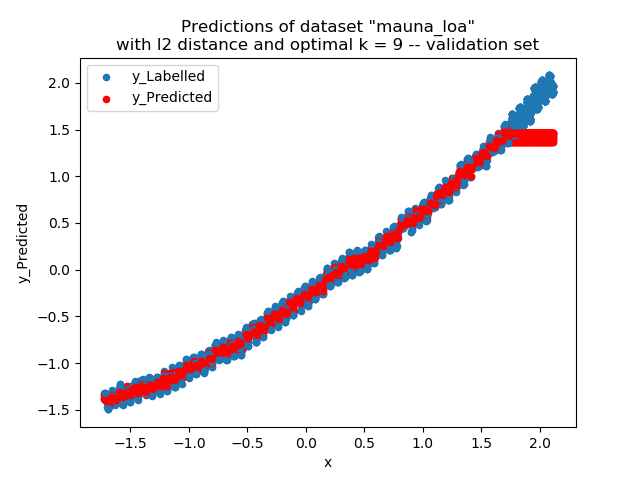 Predictions of dataset "mauna_loa"
with l2 distance and optimal k = 9 -- validation set
y_Labelled
y_Predicted
2.0
1.5
1.0
0.5
0.0
−0.5
−1.0
−1.5
y_Predicted
−1.5
−1.0
−0.5
0.0
0.5
1.0
1.5
2.0
x